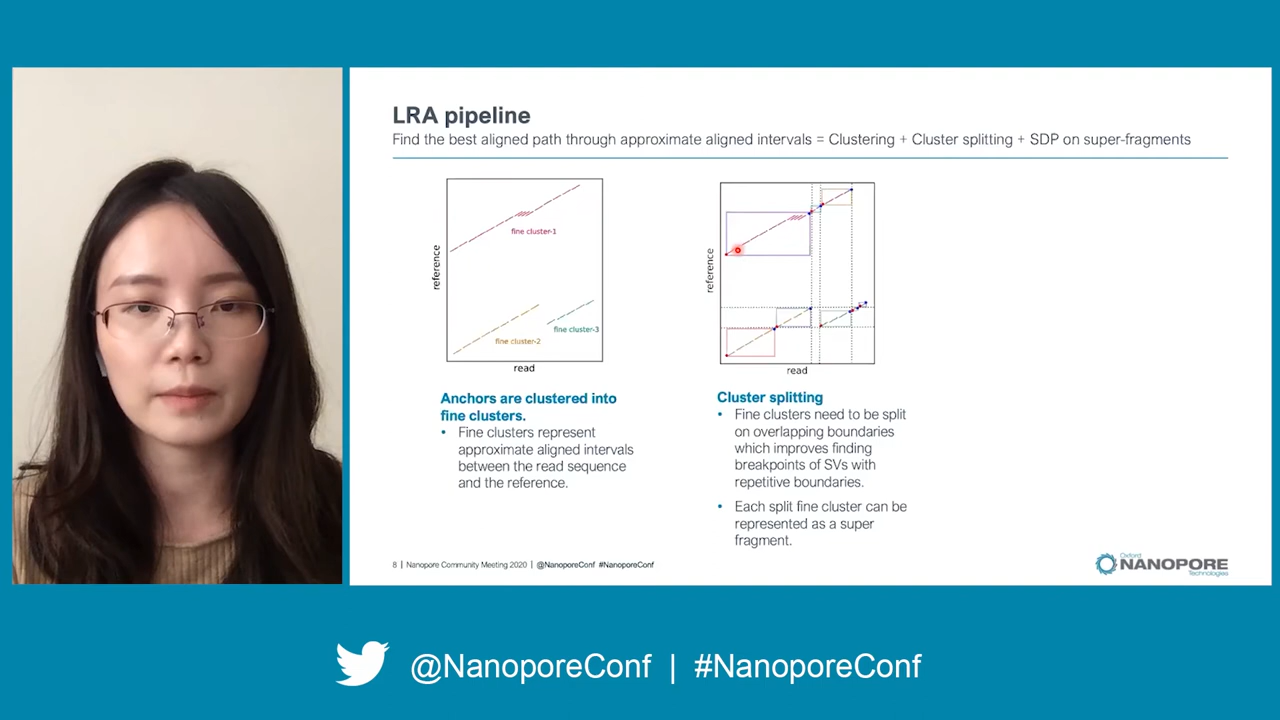 LRA pipeline
Find the best aligned path through approximate aligned intervals = Clustering + Cluster splitting + SDP on super-fragments
reference
fine cluster-1
fine cluster-2
fine cluster-3
read
Anchors are clustered into
fine clusters.
• Fine clusters represent
approximate aligned intervals
between the read sequence
and the reference.
reference
read
Cluster splitting
• Fine clusters need to be split
on overlapping boundaries
which improves finding
breakpoints of SVs with
repetitive boundaries.
• Each split fine cluster can be
represented as a super
fragment.
8 | Nanopore Community Meeting 2020 | @NanoporeConf #NanoporeConf
Oxford
NANOPORE
Technologies
@NanoporeConf | #NanoporeConf